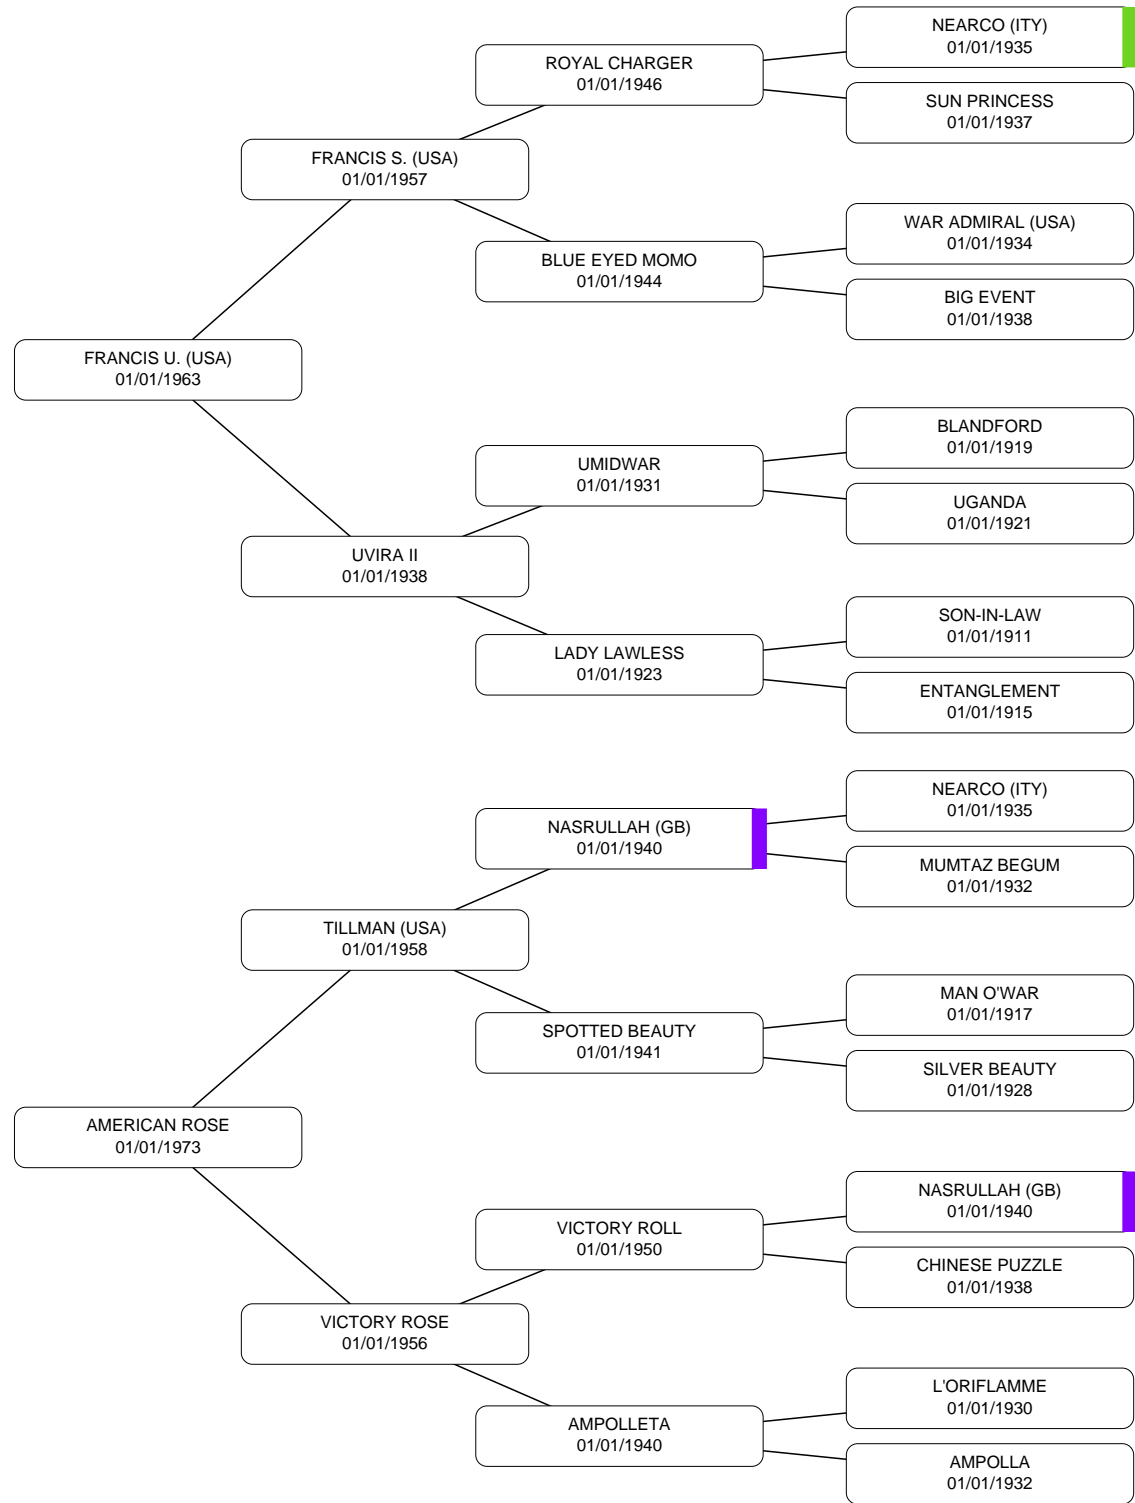 NEARCO (ITY)
01/01/1935
ROYAL CHARGER
01/01/1946
SUN PRINCESS
01/01/1937
FRANCIS S. (USA)
01/01/1957
WAR ADMIRAL (USA)
01/01/1934
BLUE EYED MOMO
01/01/1944
BIG EVENT
01/01/1938
FRANCIS U. (USA)
01/01/1963
BLANDFORD
01/01/1919
UMIDWAR
01/01/1931
UGANDA
01/01/1921
UVIRA II
01/01/1938
SON-IN-LAW
01/01/1911
LADY LAWLESS
01/01/1923
ENTANGLEMENT
01/01/1915
NEARCO (ITY)
01/01/1935
NASRULLAH (GB)
01/01/1940
MUMTAZ BEGUM
01/01/1932
TILLMAN (USA)
01/01/1958
MAN O'WAR
01/01/1917
SPOTTED BEAUTY
01/01/1941
SILVER BEAUTY
01/01/1928
AMERICAN ROSE
01/01/1973
NASRULLAH (GB)
01/01/1940
VICTORY ROLL
01/01/1950
CHINESE PUZZLE
01/01/1938
VICTORY ROSE
01/01/1956
L'ORIFLAMME
01/01/1930
AMPOLLETA
01/01/1940
AMPOLLA
01/01/1932